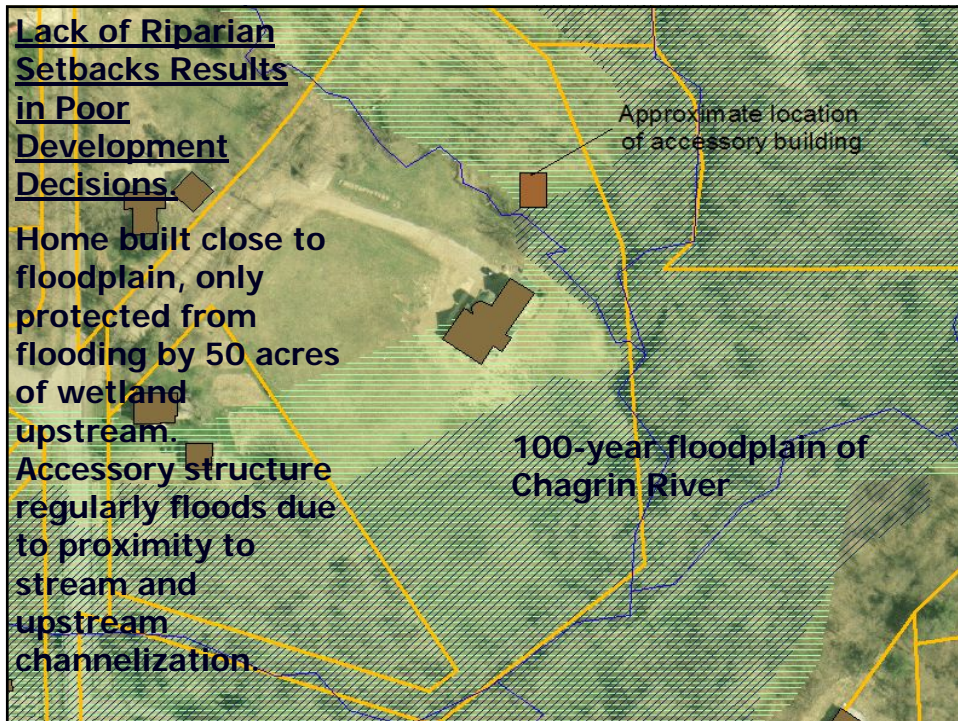 Lack of Riparian
Setbacks Results
in Poor
Development
Decisions.
Home built close to
floodplain, only
protected from
flooding by 50 acres
of wetland
upstream.
Accessory structure
regularly floods due
to proximity to
stream and
upstream
channelization.
Approximate location
of accessory building
100-year floodplain of
Chagrin River